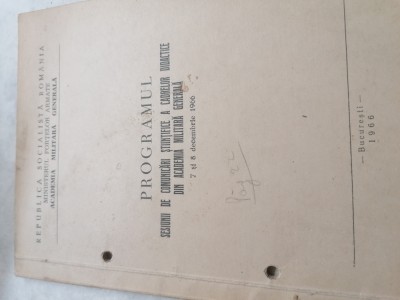 REPUBLICA SOCIALISTĂ ROMÂNIA
MINISTERUL FORȚELOR ARMATE
ACADEMIA MILITARĂ GENERALĂ
PROGRAMUL
SESIUNII DE COMUNICĂRI ȘTIINȚIFICE A CADRELOR DIDACTICE
DIN ACADEMIA MILITARĂ GENERALĂ
7 și 8 decembrie 1966
— București —
1966